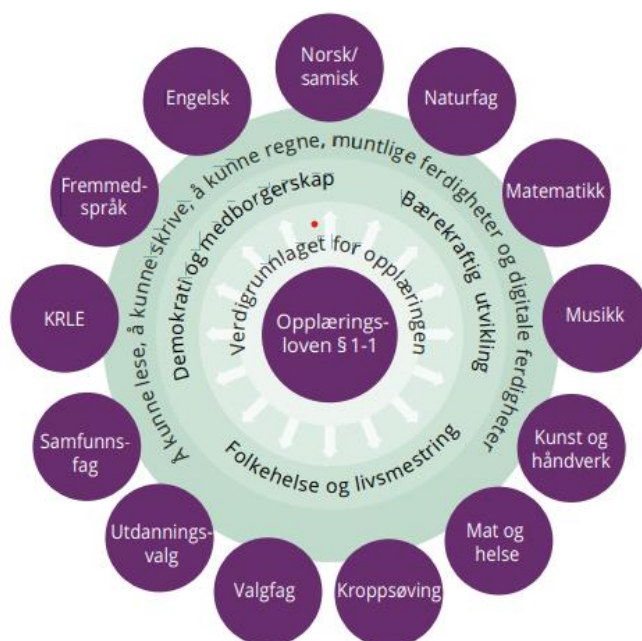 Norsk/
samisk
Naturfag
Matematikk
Musikk
Kunst og
håndverk
Mat og
helse
Kroppsøving
Valgfag
Utdannings-
valg
Samfunns-
fag
KRLE
Fremmed-
språk
Engelsk
Å kunne lese, å kunne skrive, å kunne regne, muntlige ferdigheter og digitale ferdigheter
Demokrati og medborgerskap
Bærekraftig utvikling
Folkehelse og livsmestring
Verdigrunnlaget for opplæringen
Opplærings-
loven § 1-1